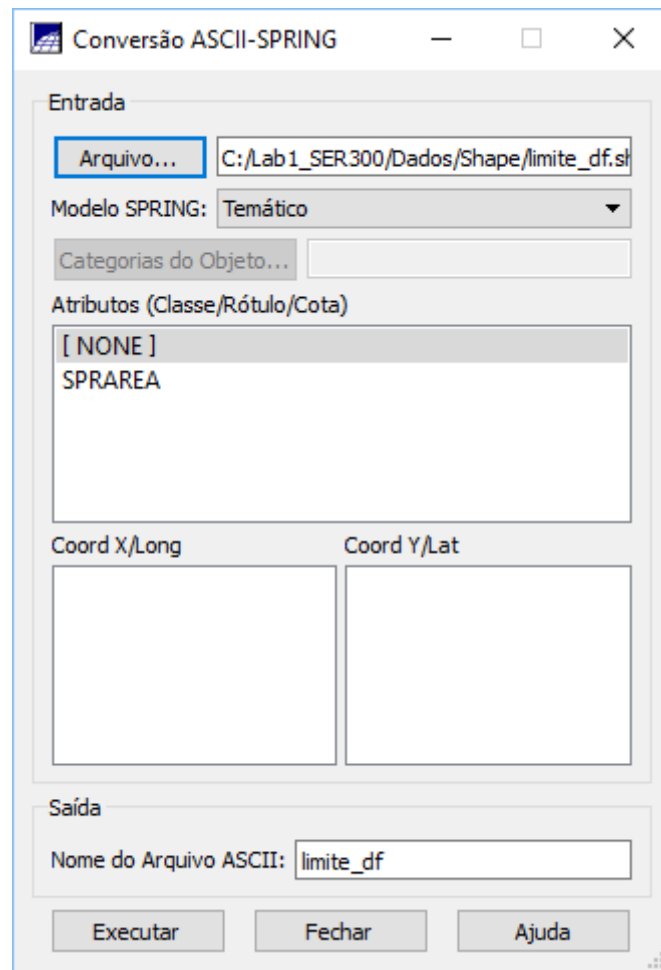 Conversão ASCII-SPRING
Entrada
Arquivo... C:/Lab1_SER300/Dados/Shape/limite_df.sh
Modelo SPRING: Temático
Categorias do Objeto...
Atributos (Classe/Rótulo/Cota)
[ NONE ]
SPRAREA
Coord X/Long Coord Y/Lat
Saída
Nome do Arquivo ASCII: limite_df
Executar Fechar Ajuda